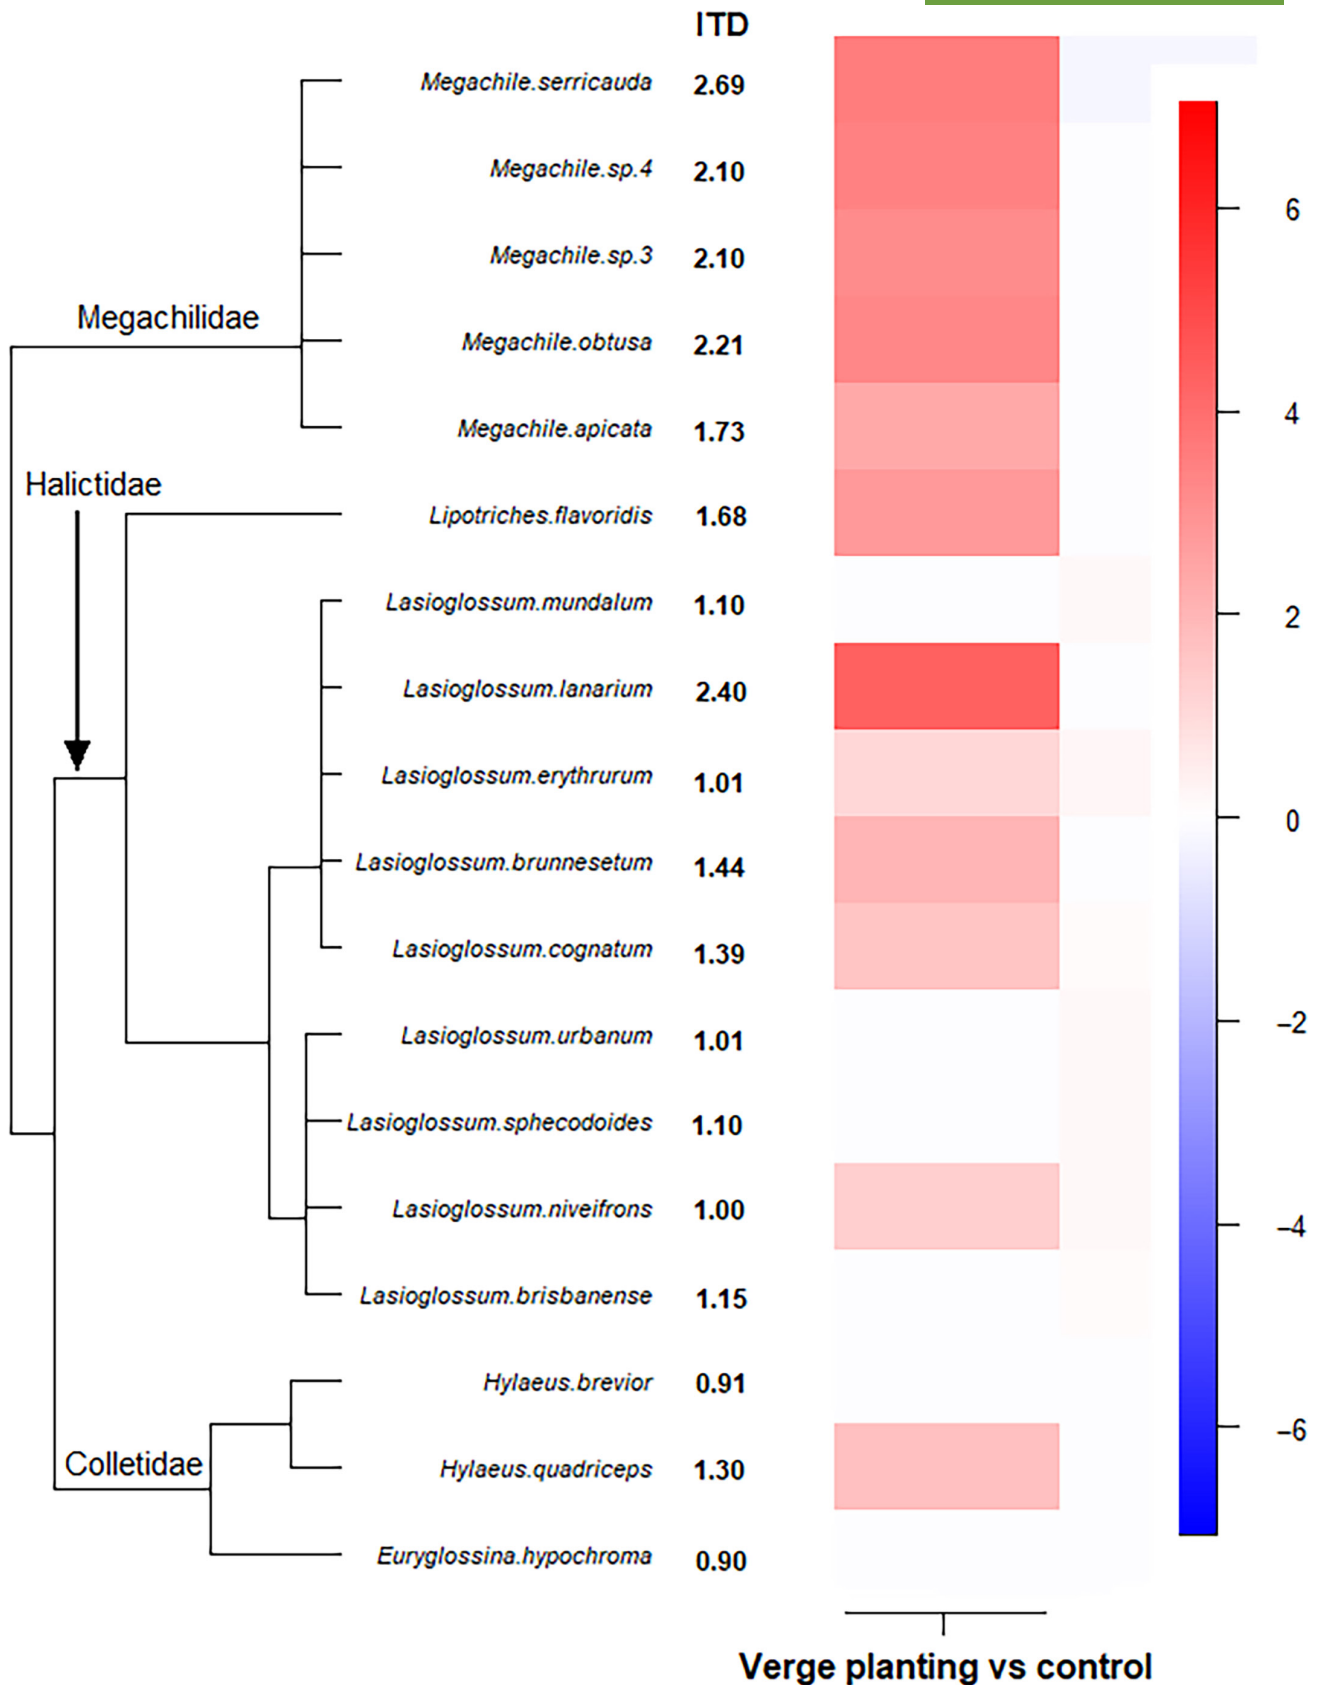 ITD
Megachile.serricauda 2.69
Megachile.sp.4 2.10
Megachile.sp.3 2.10
Megachilidae
Megachile.obtusa 2.21
Megachile.apicata 1.73
Halictidae
Lipotriches.flavoridis 1.68
Lasioglossum.mundalum 1.10
Lasioglossum.lanarium 2.40
Lasioglossum.erythrurum 1.01
Lasioglossum.brunnesetum 1.44
Lasioglossum.cognatum 1.39
Lasioglossum.urbanum 1.01
Lasioglossum.sphecodoides 1.10
Lasioglossum.niveifrons 1.00
Lasioglossum.brisbanense 1.15
Hylaeus.brevior 0.91
Colletidae
Hylaeus.quadriceps 1.30
Euryglossina.hypochroma 0.90
6
4
2
0
–2
–4
–6
Verge planting vs control